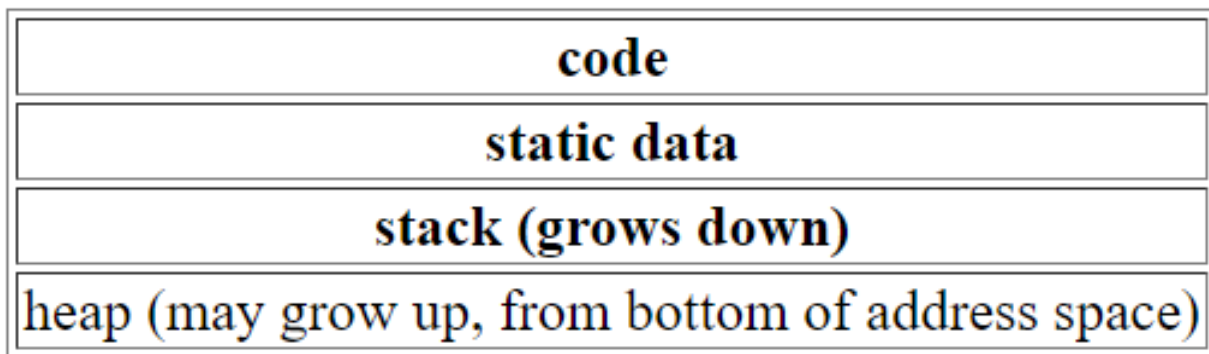 code
static data
stack (grows down)
heap (may grow up, from bottom of address space)